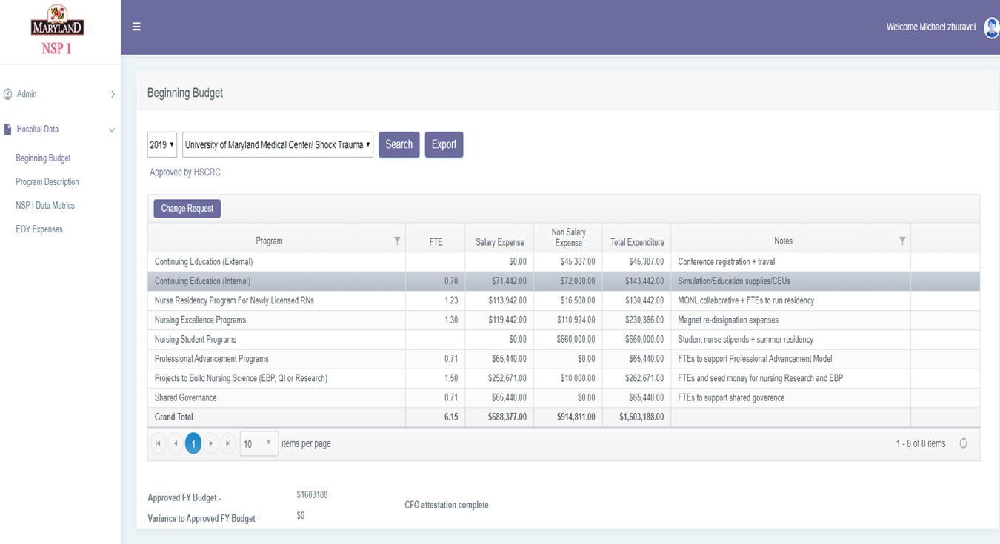 MARYLAND
NSP I
Welcome Michael zhuravel
Admin
Hospital Data
Beginning Budget
Program Description
NSP I Data Metrics
EOY Expenses
Beginning Budget
2019 University of Maryland Medical Center/ Shock Trauma Search Export
Approved by HSCRC
Change Request
Program FTE Salary Expense Non Salary Expense Total Expenditure Notes
Continuing Education (External) $0.00 $45,387.00 $45,387.00 Conference registration + travel
Continuing Education (Internal) 0.70 $71,442.00 $72,000.00 $143,442.00 Simulation/Education supplies/CEUs
Nurse Residency Program For Newly Licensed RNs 1.23 $113,942.00 $16,500.00 $130,442.00 MONL collaborative + FTEs to run residency
Nursing Excellence Programs 1.30 $119,442.00 $110,924.00 $230,366.00 Magnet re-designation expenses
Nursing Student Programs $0.00 $660,000.00 $660,000.00 Student nurse stipends + summer residency
Professional Advancement Programs 0.71 $65,440.00 $0.00 $65,440.00 FTEs to support Professional Advancement Model
Projects to Build Nursing Science (EBP, QI or Research) 1.50 $252,671.00 $10,000.00 $262,671.00 FTEs and seed money for nursing Research and EBP
Shared Governance 0.71 $65,440.00 $0.00 $65,440.00 FTEs to support shared goverence
Grand Total 6.15 $688,377.00 $914,811.00 $1,603,188.00
1 10 items per page 1 - 8 of 8 items
Approved FY Budget - $1603188
CFO attestation complete
Variance to Approved FY Budget - $0